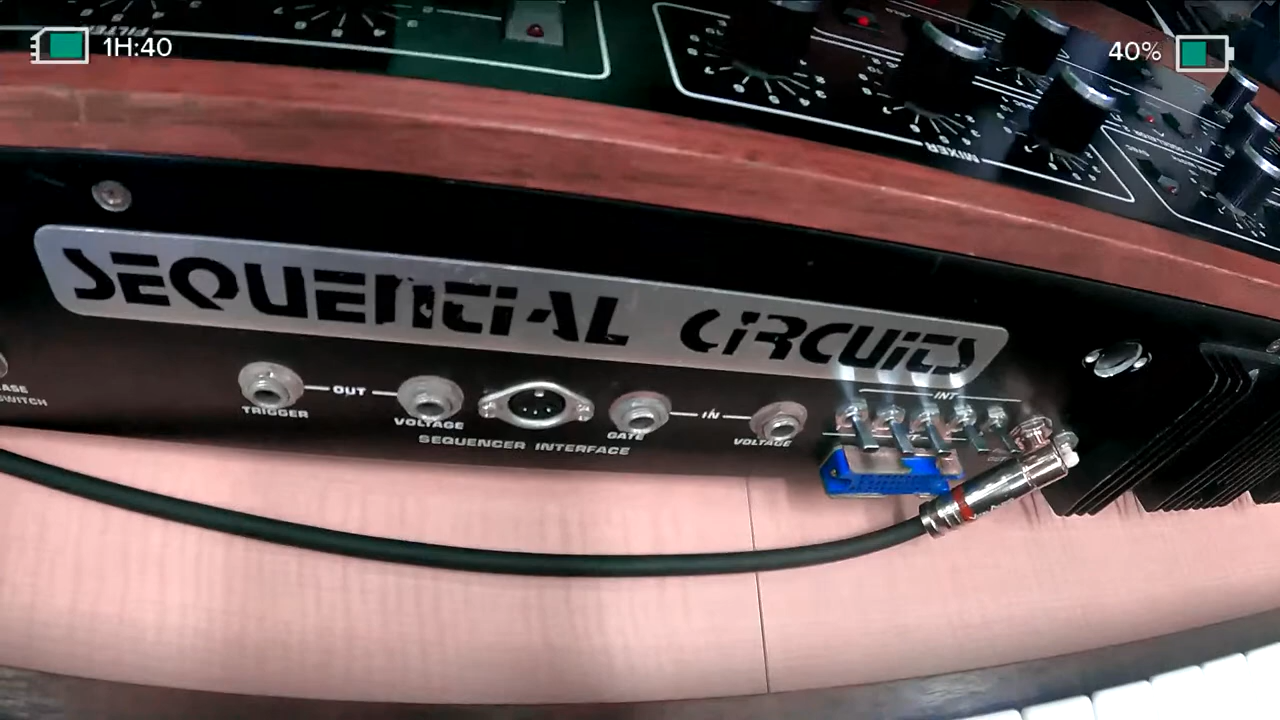 1H:40
40%
MIXER
SEQUENTIAL CIRCUITS
INT
OUT
IN
TRIGGER
VOLTAGE
GATE
VOLTAGE
SEQUENCER INTERFACE
SWITCH